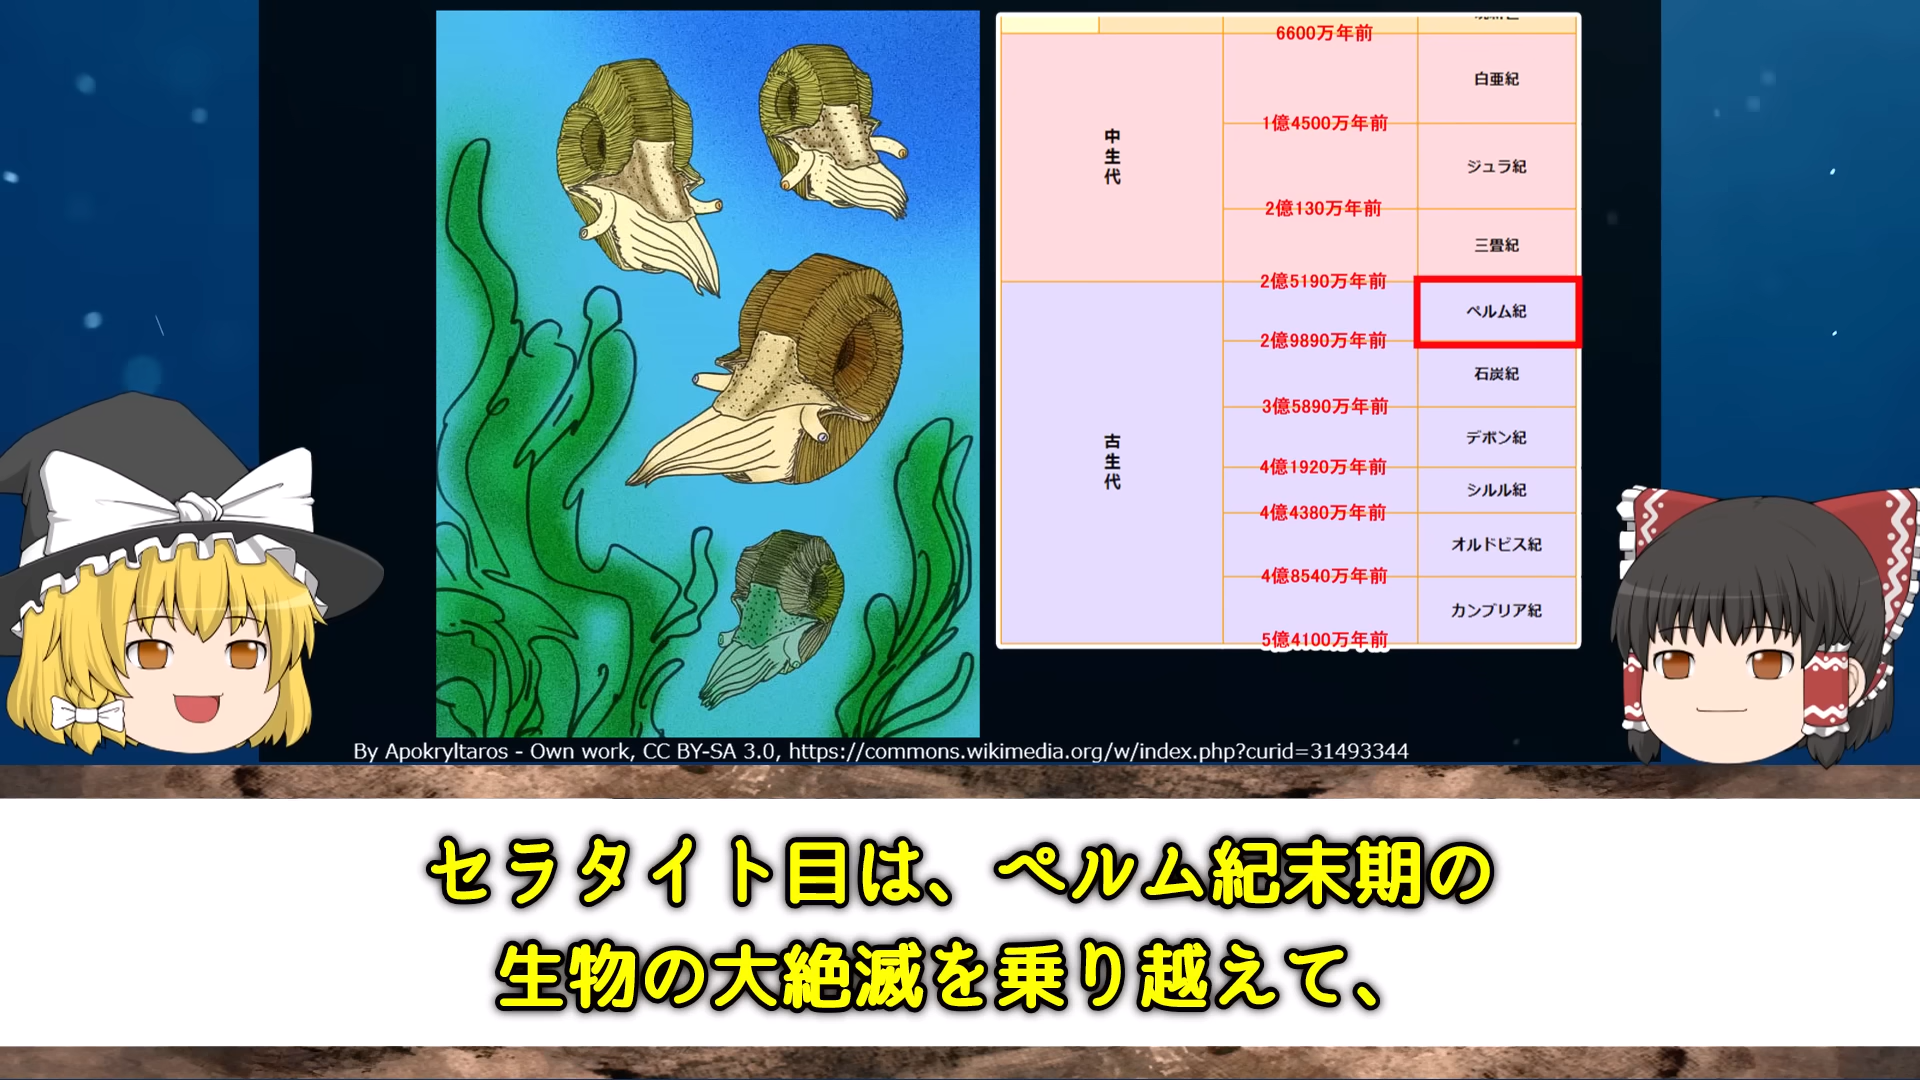 6600万年前
白亜紀
1億4500万年前
中生代
ジュラ紀
2億130万年前
三畳紀
2億5190万年前
ペルム紀
2億9890万年前
石炭紀
3億5890万年前
デボン紀
古生代
4億1920万年前
シルル紀
4億4380万年前
オルドビス紀
4億8540万年前
カンブリア紀
5億4100万年前
By Apokryltaros - Own work, CC BY-SA 3.0, https://commons.wikimedia.org/w/index.php?curid=31493344
セラタイト目は、ペルム紀末期の
生物の大絶滅を乗り越えて、